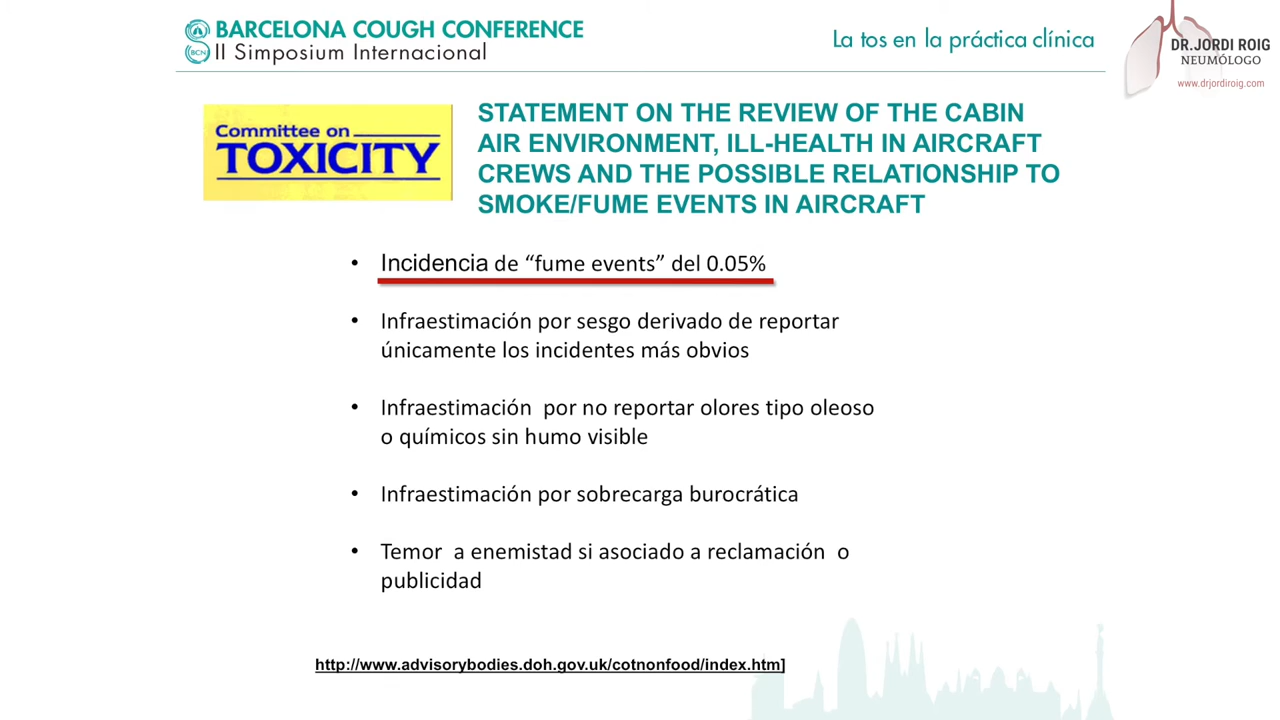 BARCELONA COUGH CONFERENCE
BCN
II Simposium Internacional
La tos en la práctica clínica
DR.JORDI ROIG
NEUMÓLOGO
www.drjordiroig.com
Committee on
TOXICITY
STATEMENT ON THE REVIEW OF THE CABIN
AIR ENVIRONMENT, ILL-HEALTH IN AIRCRAFT
CREWS AND THE POSSIBLE RELATIONSHIP TO
SMOKE/FUME EVENTS IN AIRCRAFT
• Incidencia de “fume events” del 0.05%
• Infraestimación por sesgo derivado de reportar
únicamente los incidentes más obvios
• Infraestimación por no reportar olores tipo oleoso
o químicos sin humo visible
• Infraestimación por sobrecarga burocrática
• Temor a enemistad si asociado a reclamación o
publicidad
http://www.advisorybodies.doh.gov.uk/cotnonfood/index.htm]